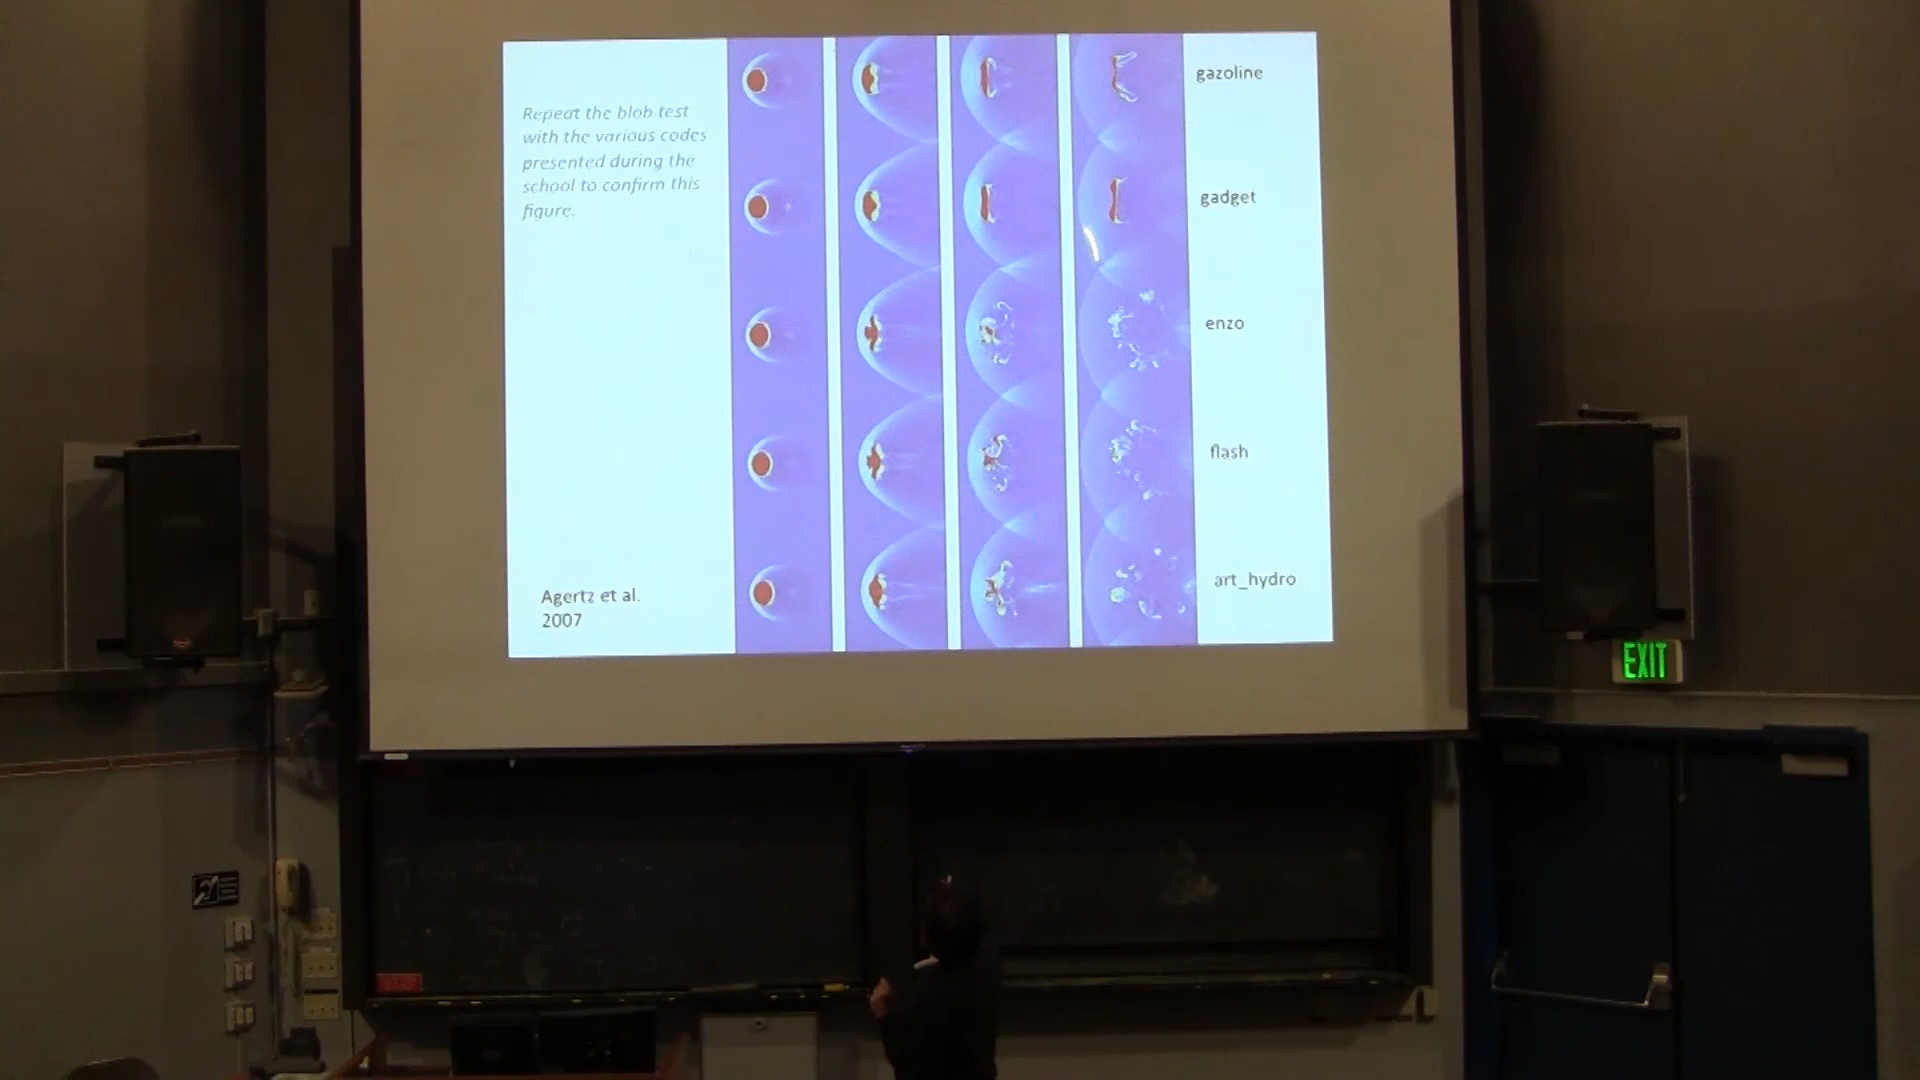 Repeat the blob test
with the various codes
presented during the
school to confirm this
figure.
Agertz et al.
2007
gazoline
gadget
enzo
flash
art_hydro
EXIT